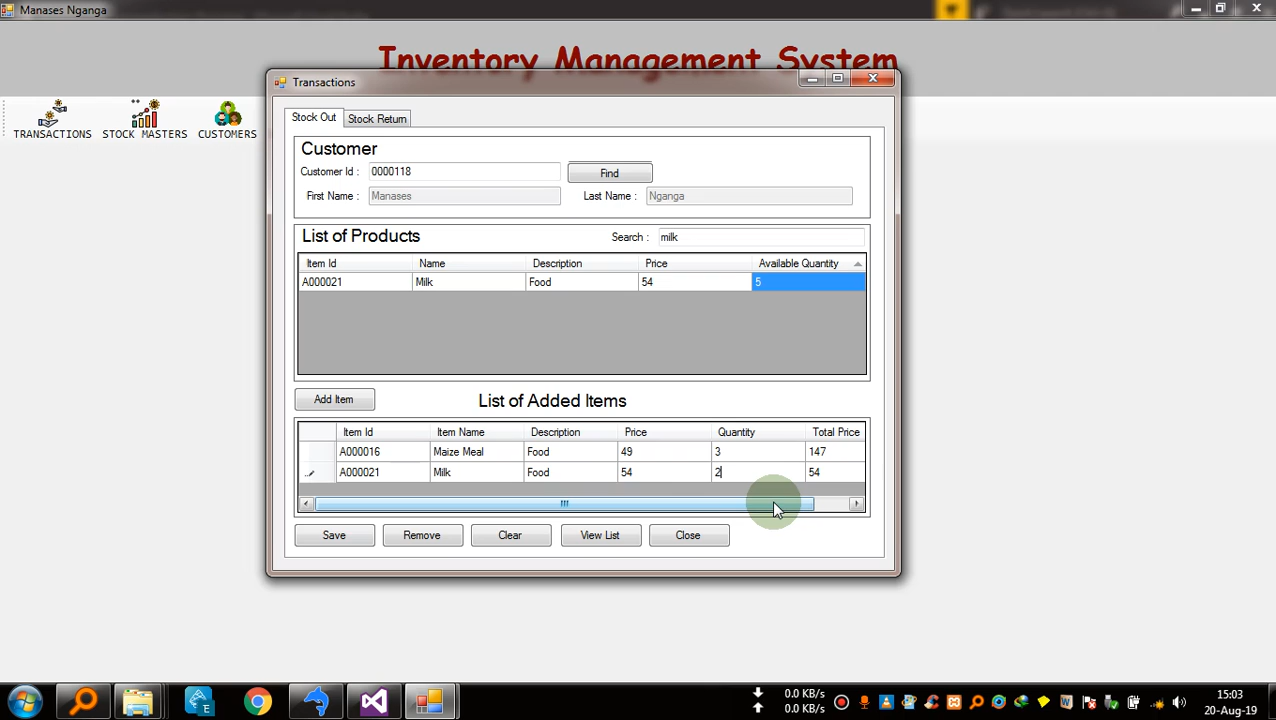 Manases Nganga
Inventory Management System
TRANSACTIONS STOCK MASTERS CUSTOMERS
Transactions
Stock Out Stock Return
Customer
Customer Id : 0000118 Find
First Name : Manases Last Name : Nganga
List of Products Search : milk
Item Id Name Description Price Available Quantity
A000021 Milk Food 54 5
Add Item List of Added Items
Item Id Item Name Description Price Quantity Total Price
A000016 Maize Meal Food 49 3 147
A000021 Milk Food 54 2 54
Save Remove Clear View List Close
0.0 KB/s
0.0 KB/s
15:03
20-Aug-19